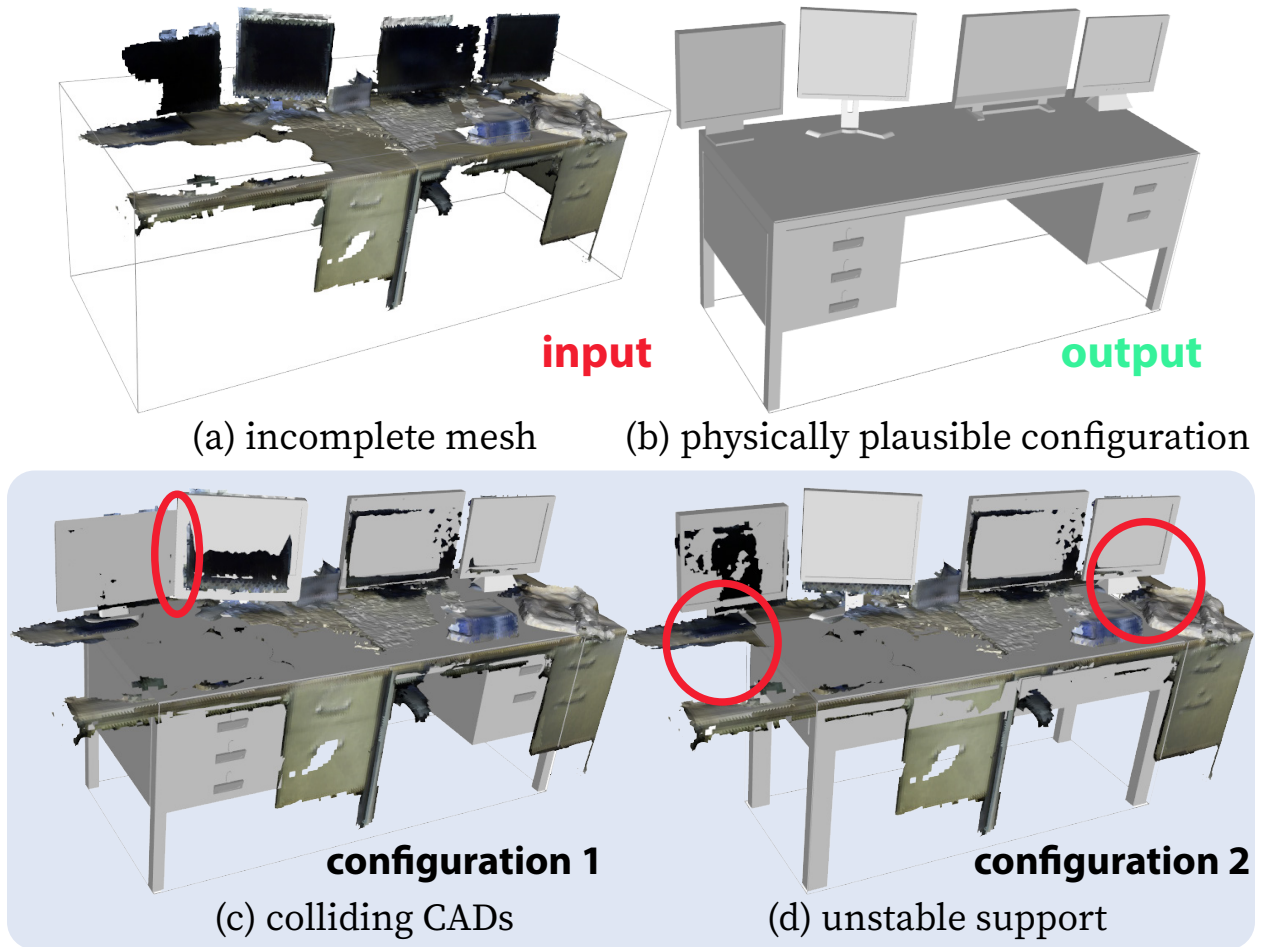 input
output
(a) incomplete mesh
(b) physically plausible configuration
configuration 1
configuration 2
(c) colliding CADs
(d) unstable support